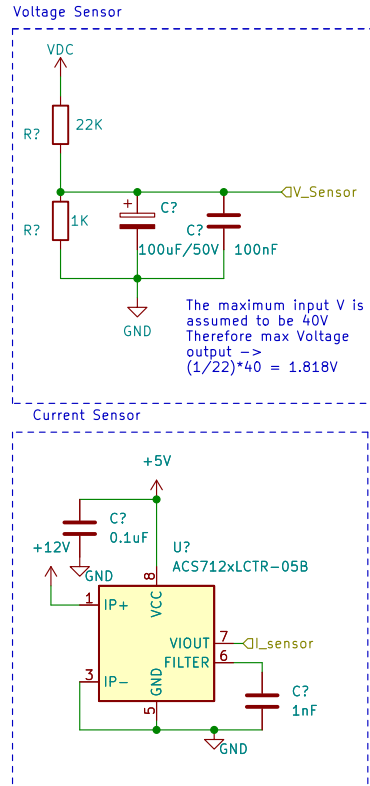 Voltage Sensor
VDC
22K
R?
V_Sensor
1K
R?
+
C?
C?
100uF/50V
100nF
GND
The maximum input V is
assumed to be 40V
Therefore max Voltage
output ->
(1/22)*40 = 1.818V
Current Sensor
+5V
C?
0.1uF
+12V
GND
U?
ACS712xLCTR-05B
8
VCC
1
IP+
VIOUT
7
I_sensor
FILTER
6
3
IP-
GND
5
C?
1nF
GND